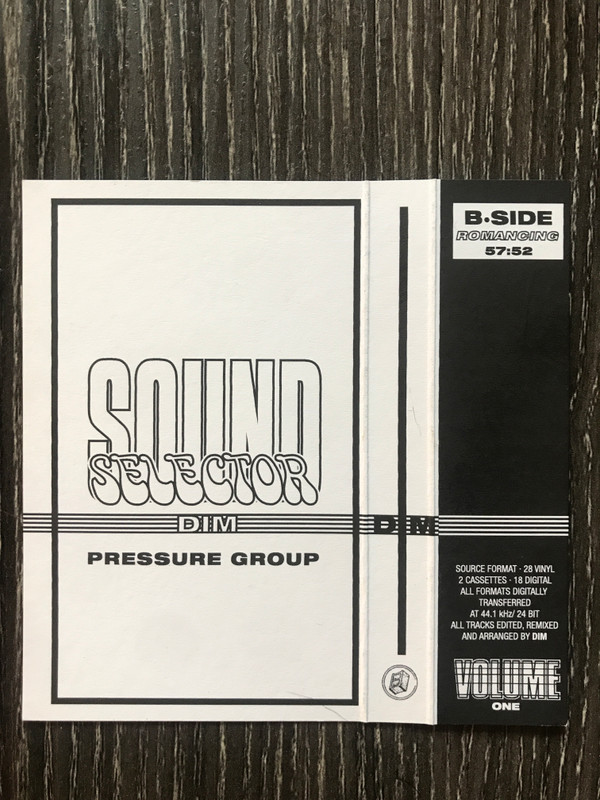 SOUND
SELECTOR
DIM
PRESSURE GROUP
DIM
B•SIDE
ROMANCING
57:52
SOURCE FORMAT · 28 VINYL
2 CASSETTES · 18 DIGITAL
ALL FORMATS DIGITALLY
TRANSFERRED
AT 44.1 kHz/ 24 BIT
ALL TRACKS EDITED, REMIXED
AND ARRANGED BY DIM
VOLUME
ONE